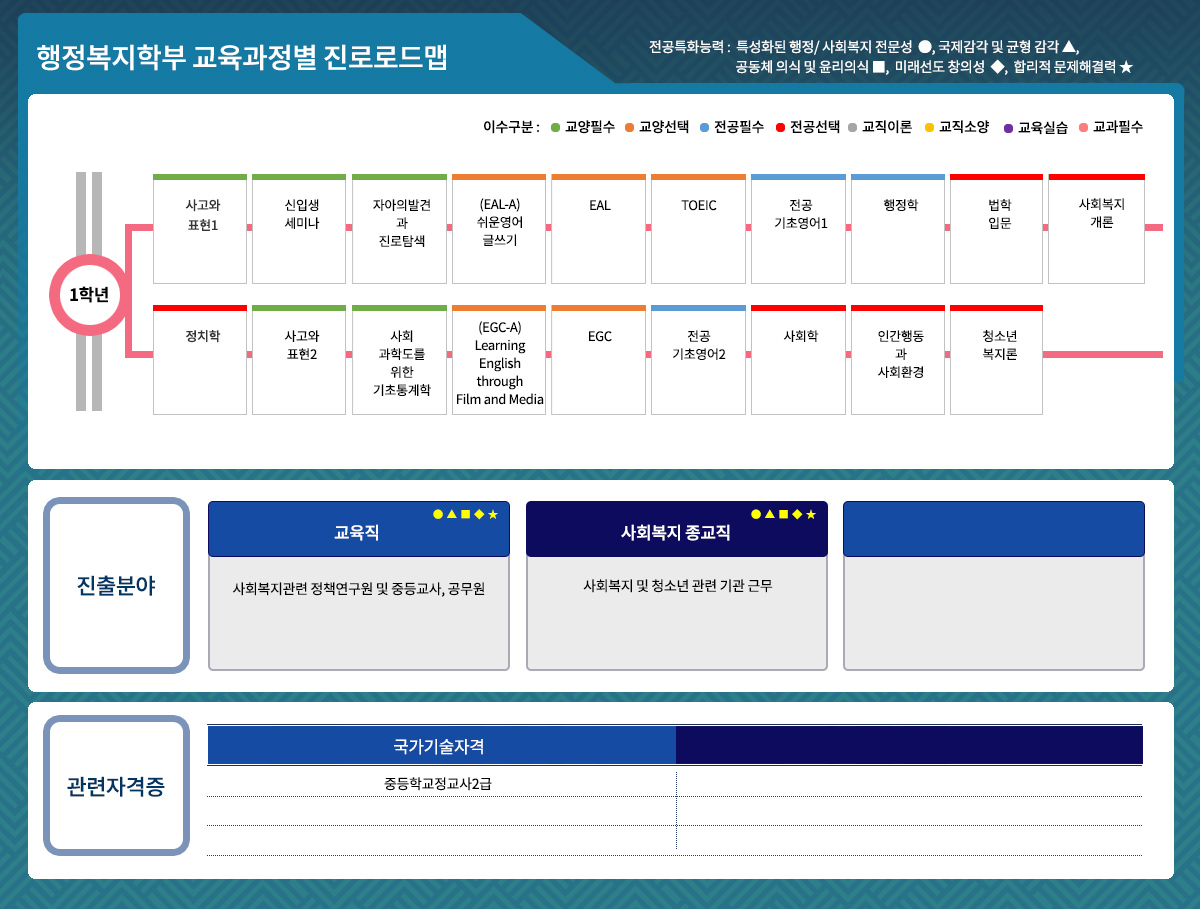 행정복지학부 교육과정별 진로로드맵
전공특화능력 : 특성화된 행정/ 사회복지 전문성 ●, 국제감각 및 균형 감각 ▲,
공동체 의식 및 윤리의식 ■, 미래선도 창의성 ◆, 합리적 문제해결력 ★
이수구분 : ● 교양필수 ● 교양선택 ● 전공필수 ● 전공선택 ● 교직이론 ● 교직소양 ● 교육실습 ● 교과필수
1학년
사고와
표현1
신입생
세미나
자아의발견
과
진로탐색
(EAL-A)
쉬운영어
글쓰기
EAL
TOEIC
전공
기초영어1
행정학
법학
입문
사회복지
개론
정치학
사고와
표현2
사회
과학도를
위한
기초통계학
(EGC-A)
Learning
English
through
Film and Media
EGC
전공
기초영어2
사회학
인간행동
과
사회환경
청소년
복지론
진출분야
●▲■◆★
교육직
사회복지관련 정책연구원 및 중등교사, 공무원
●▲■◆★
사회복지 종교직
사회복지 및 청소년 관련 기관 근무
관련자격증
국가기술자격
중등학교정교사2급